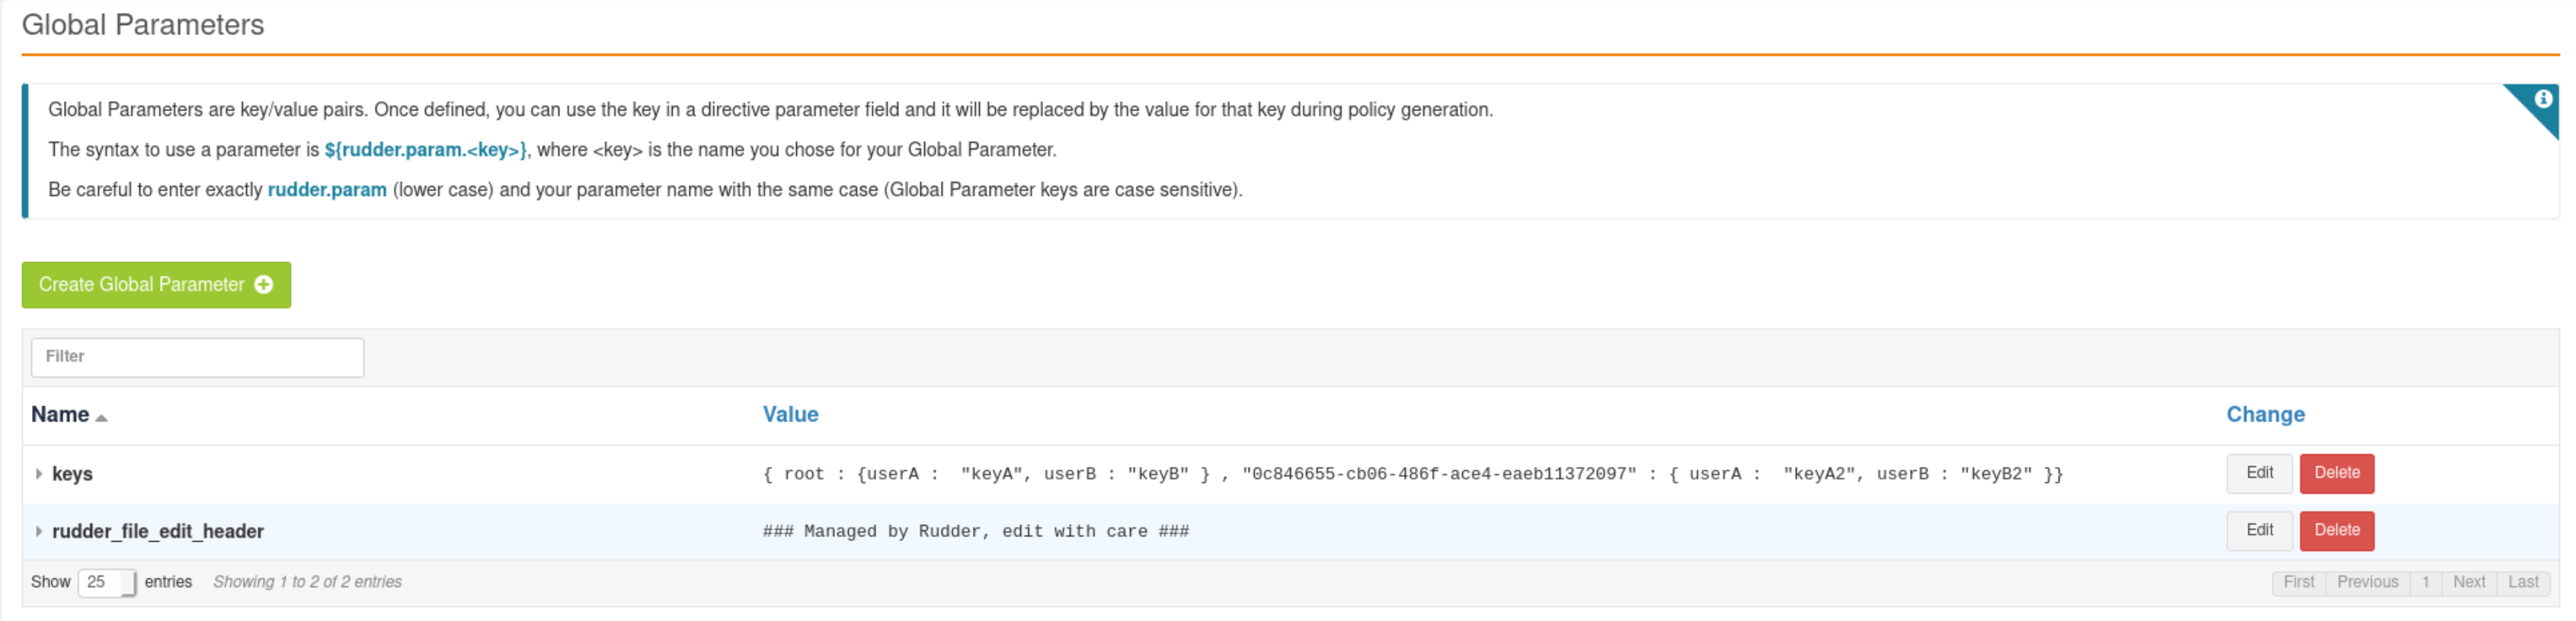 Global Parameters
Global Parameters are key/value pairs. Once defined, you can use the key in a directive parameter field and it will be replaced by the value for that key during policy generation.
The syntax to use a parameter is ${rudder.param.<key>}, where <key> is the name you chose for your Global Parameter.
Be careful to enter exactly rudder.param (lower case) and your parameter name with the same case (Global Parameter keys are case sensitive).
Create Global Parameter
Filter
Name Value Change
keys { root : {userA :  "keyA", userB : "keyB" } , "0c846655-cb06-486f-ace4-eaeb11372097" : { userA :  "keyA2", userB : "keyB2" }} Edit Delete
rudder_file_edit_header ### Managed by Rudder, edit with care ### Edit Delete
Show 25 entries Showing 1 to 2 of 2 entries First Previous 1 Next Last